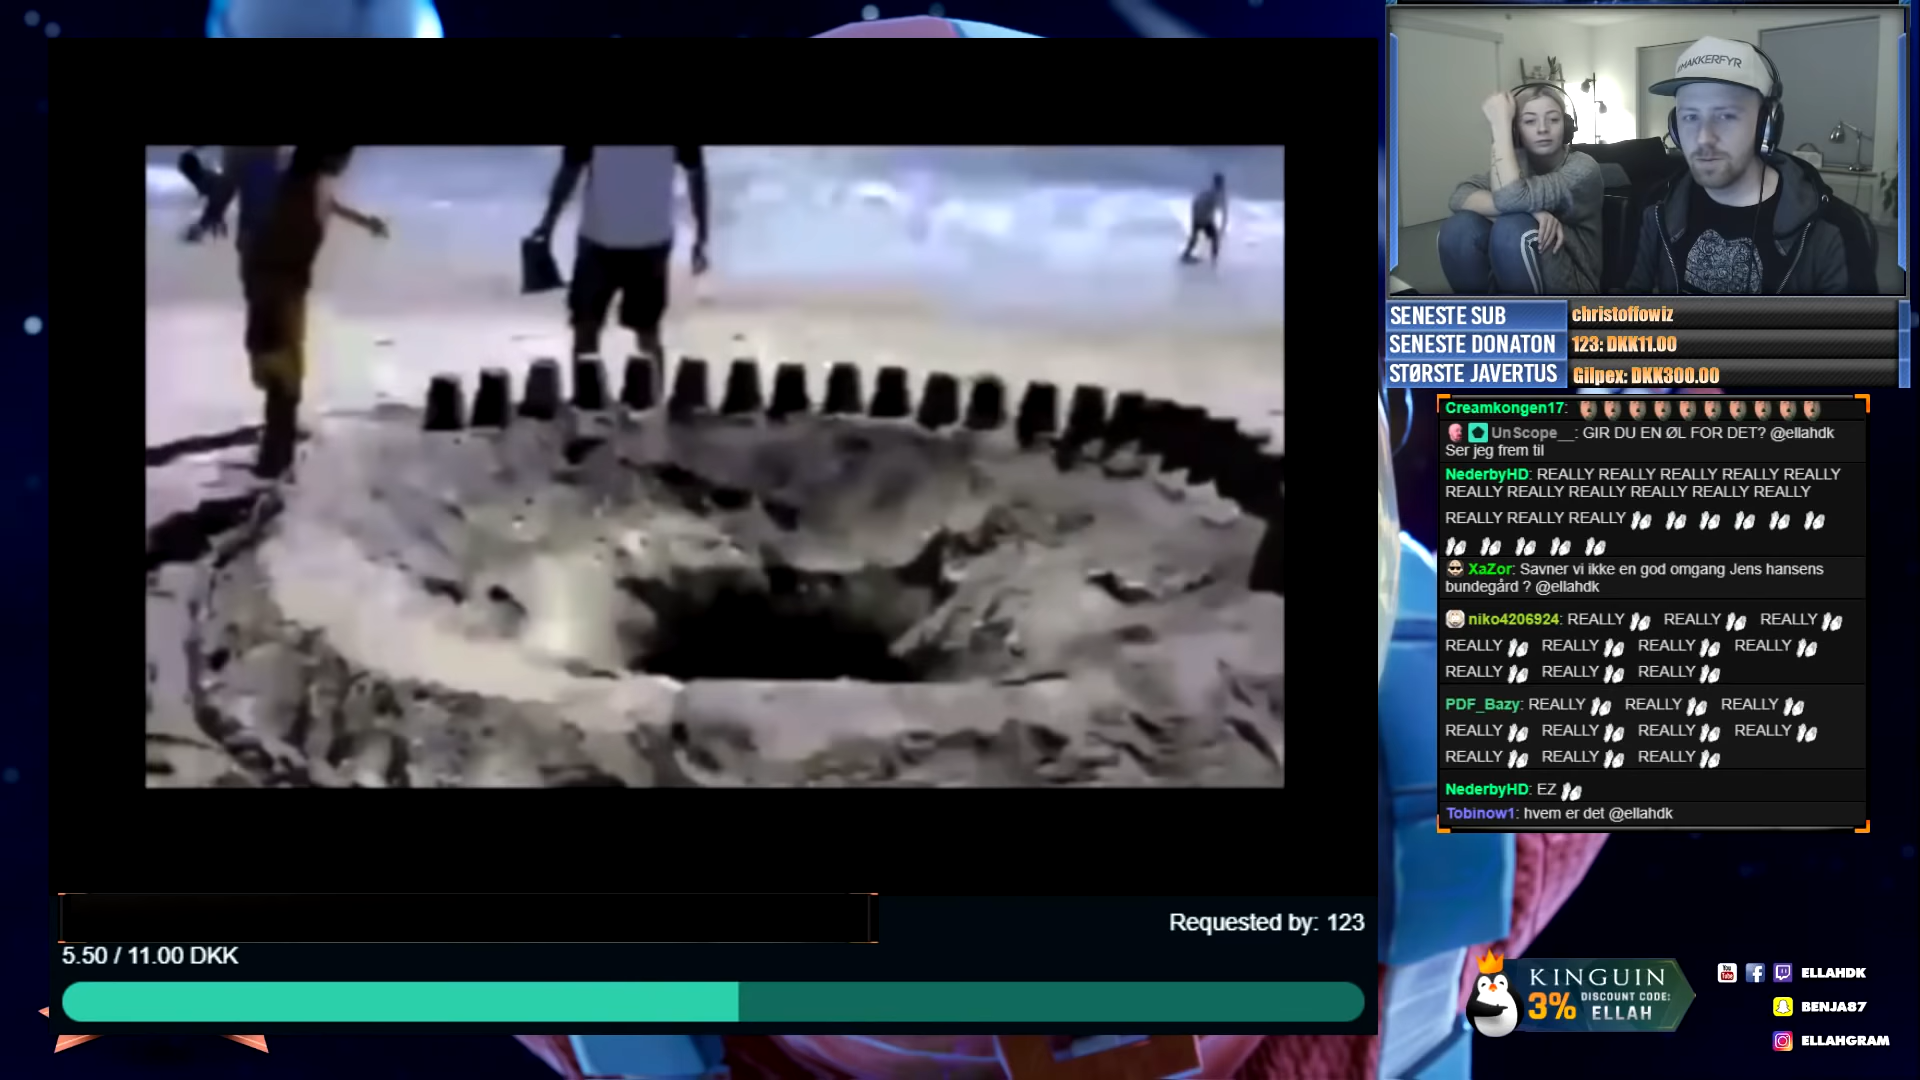 #MAKKERFYR
SENESTE SUB
christoffowiz
SENESTE DONATON
123: DKK11.00
STØRSTE JAVERTUS
Gilpex: DKK300.00
Creamkongen17:
UnScope__: GIR DU EN ØL FOR DET? @ellahdk
Ser jeg frem til
NederbyHD: REALLY REALLY REALLY REALLY REALLY
REALLY REALLY REALLY REALLY REALLY REALLY
REALLY REALLY REALLY
XaZor: Savner vi ikke en god omgang Jens hansens
bundegård ? @ellahdk
niko4206924: REALLY REALLY REALLY
REALLY REALLY REALLY REALLY
REALLY REALLY REALLY
PDF_Bazy: REALLY REALLY REALLY
REALLY REALLY REALLY REALLY
REALLY REALLY REALLY
NederbyHD: EZ
Tobinow1: hvem er det @ellahdk
Requested by: 123
5.50 / 11.00 DKK
KINGUIN
3% DISCOUNT CODE:
ELLAH
You Tube
ELLAHDK
BENJA87
ELLAHGRAM